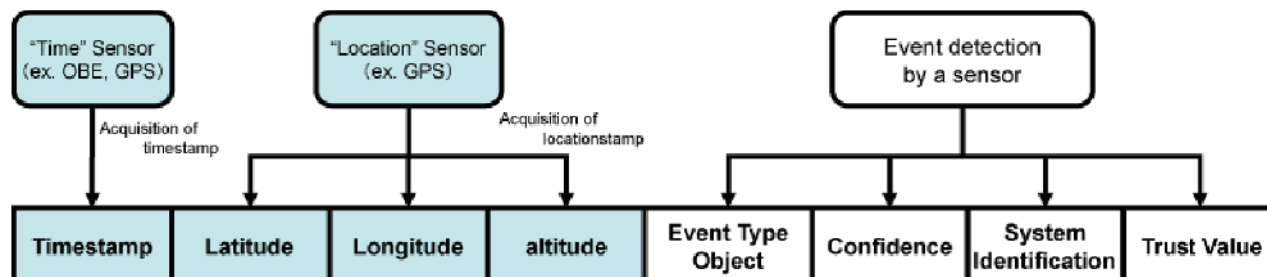 “Time” Sensor
(ex. OBE, GPS)
“Location” Sensor
(ex. GPS)
Event detection
by a sensor
Acquisition of
timestamp
Acquisition of
locationstamp
Timestamp
Latitude
Longitude
altitude
Event Type
Object
Confidence
System
Identification
Trust Value